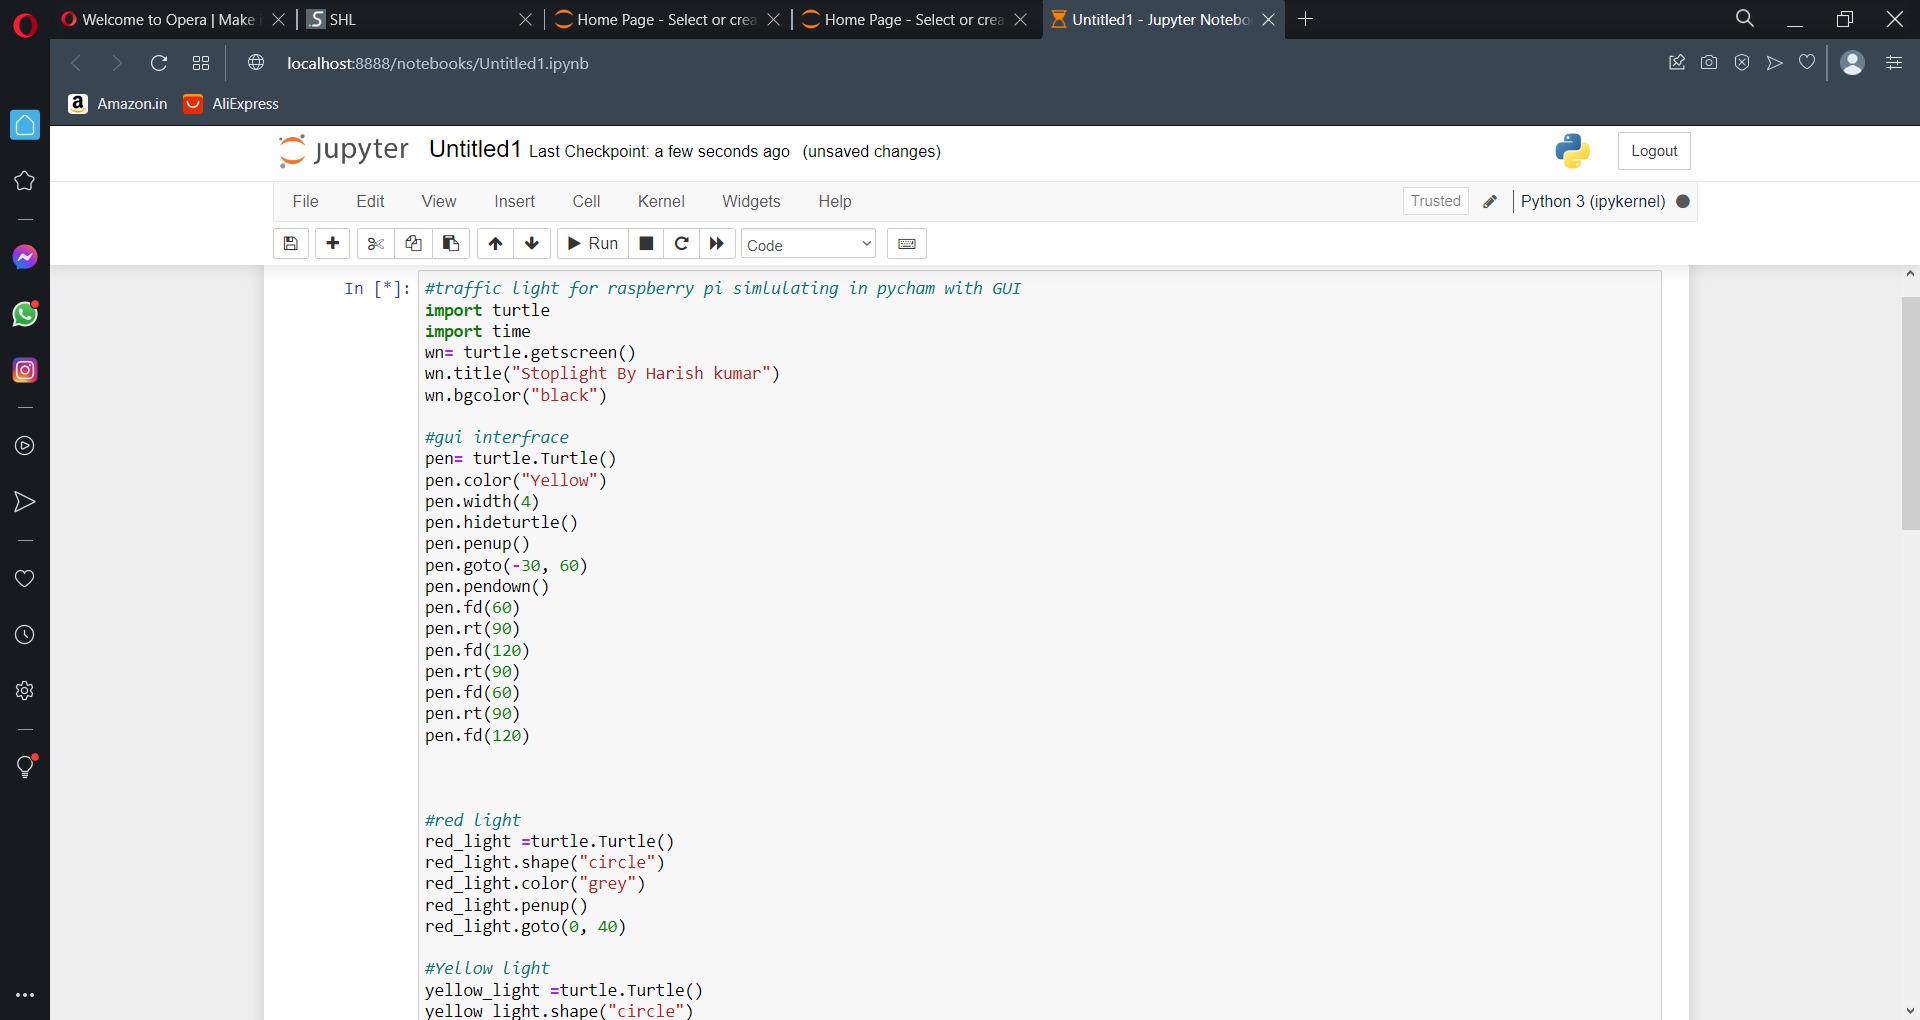 Welcome to Opera | Make
SHL
Home Page - Select or crea
Home Page - Select or crea
Untitled1 - Jupyter Notebo
localhost:8888/notebooks/Untitled1.ipynb
Amazon.in
AliExpress
jupyter Untitled1 Last Checkpoint: a few seconds ago (unsaved changes)
Logout
File Edit View Insert Cell Kernel Widgets Help
Trusted
Python 3 (ipykernel)
Run
Code
In [*]:
#traffic light for raspberry pi simlulating in pycham with GUI
import turtle
import time
wn= turtle.getscreen()
wn.title("Stoplight By Harish kumar")
wn.bgcolor("black")
#gui interfrace
pen= turtle.Turtle()
pen.color("Yellow")
pen.width(4)
pen.hideturtle()
pen.penup()
pen.goto(-30, 60)
pen.pendown()
pen.fd(60)
pen.rt(90)
pen.fd(120)
pen.rt(90)
pen.fd(60)
pen.rt(90)
pen.fd(120)
#red light
red_light =turtle.Turtle()
red_light.shape("circle")
red_light.color("grey")
red_light.penup()
red_light.goto(0, 40)
#Yellow light
yellow_light =turtle.Turtle()
yellow_light.shape("circle")